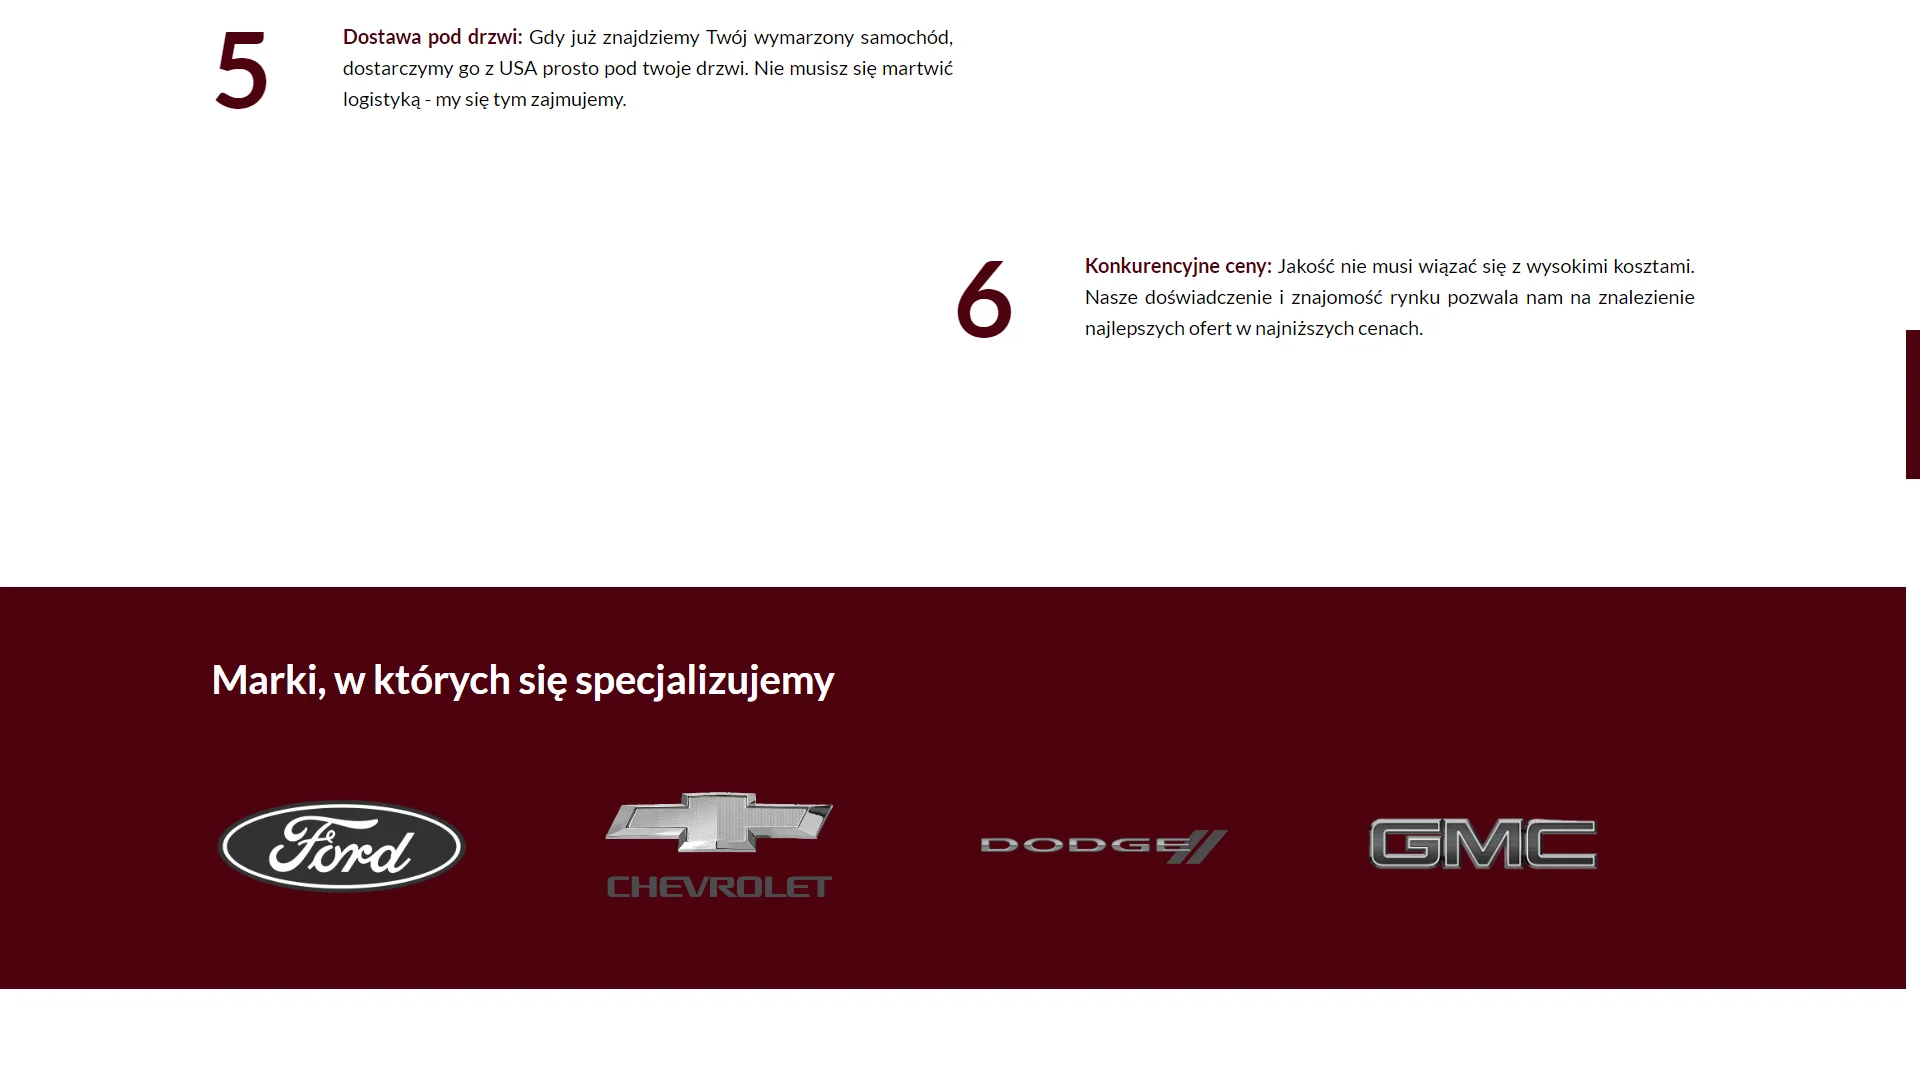 5
Dostawa pod drzwi: Gdy już znajdziemy Twój wymarzony samochód,
dostarczymy go z USA prosto pod twoje drzwi. Nie musisz się martwić
logistyką - my się tym zajmujemy.
6
Konkurencyjne ceny: Jakość nie musi wiązać się z wysokimi kosztami.
Nasze doświadczenie i znajomość rynku pozwala nam na znalezienie
najlepszych ofert w najniższych cenach.
Marki, w których się specjalizujemy
Ford
CHEVROLET
DODGE
GMC